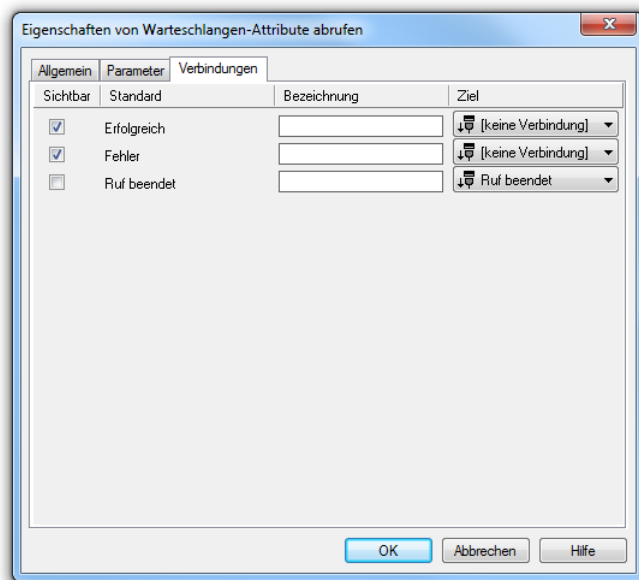 Eigenschaften von Warteschlangen-Attribute abrufen
Allgemein Parameter Verbindungen
Sichtbar Standard Bezeichnung Ziel
Erfolgreich [keine Verbindung]
Fehler [keine Verbindung]
Ruf beendet Ruf beendet
OK Abbrechen Hilfe